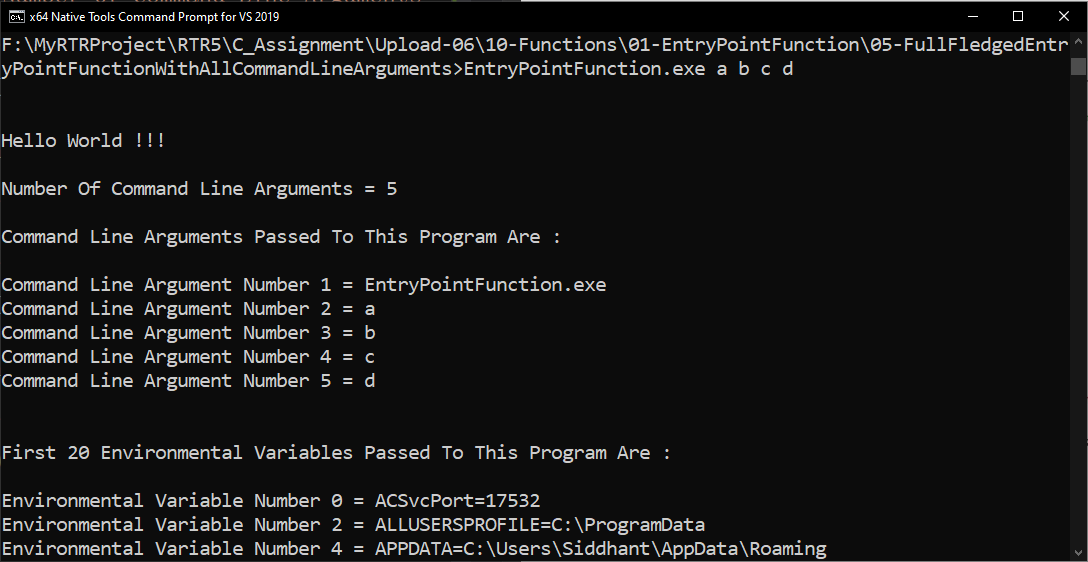 x64 Native Tools Command Prompt for VS 2019
F:\MyRTRProject\RTR5\C_Assignment\Upload-06\10-Functions\01-EntryPointFunction\05-FullFledgedEntr
yPointFunctionWithAllCommandLineArguments>EntryPointFunction.exe a b c d
Hello World !!!
Number Of Command Line Arguments = 5
Command Line Arguments Passed To This Program Are :
Command Line Argument Number 1 = EntryPointFunction.exe
Command Line Argument Number 2 = a
Command Line Argument Number 3 = b
Command Line Argument Number 4 = c
Command Line Argument Number 5 = d
First 20 Environmental Variables Passed To This Program Are :
Environmental Variable Number 0 = ACSvcPort=17532
Environmental Variable Number 2 = ALLUSERSPROFILE=C:\ProgramData
Environmental Variable Number 4 = APPDATA=C:\Users\Siddhant\AppData\Roaming